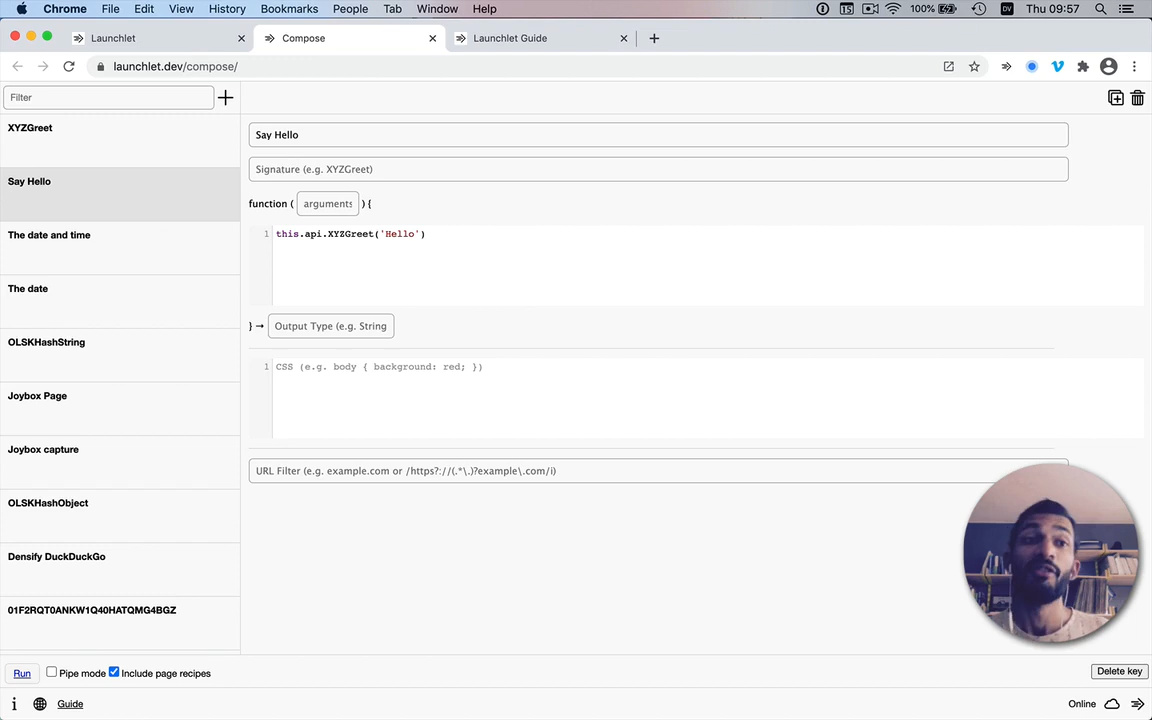 Chrome File Edit View History Bookmarks People Tab Window Help 15 100% DV Thu 09:57
Launchlet Compose Launchlet Guide
launchlet.dev/compose/
Filter
XYZGreet
Say Hello
The date and time
The date
OLSKHashString
Joybox Page
Joybox capture
OLSKHashObject
Densify DuckDuckGo
01F2RQT0ANKW1Q40HATQMG4BGZ
Say Hello
Signature (e.g. XYZGreet)
function ( arguments ) {
1 this.api.XYZGreet('Hello')
} → Output Type (e.g. String
1 CSS (e.g. body { background: red; })
URL Filter (e.g. example.com or /https?://(.*\.)?example\.com/i)
Run Pipe mode Include page recipes Delete key
Guide Online